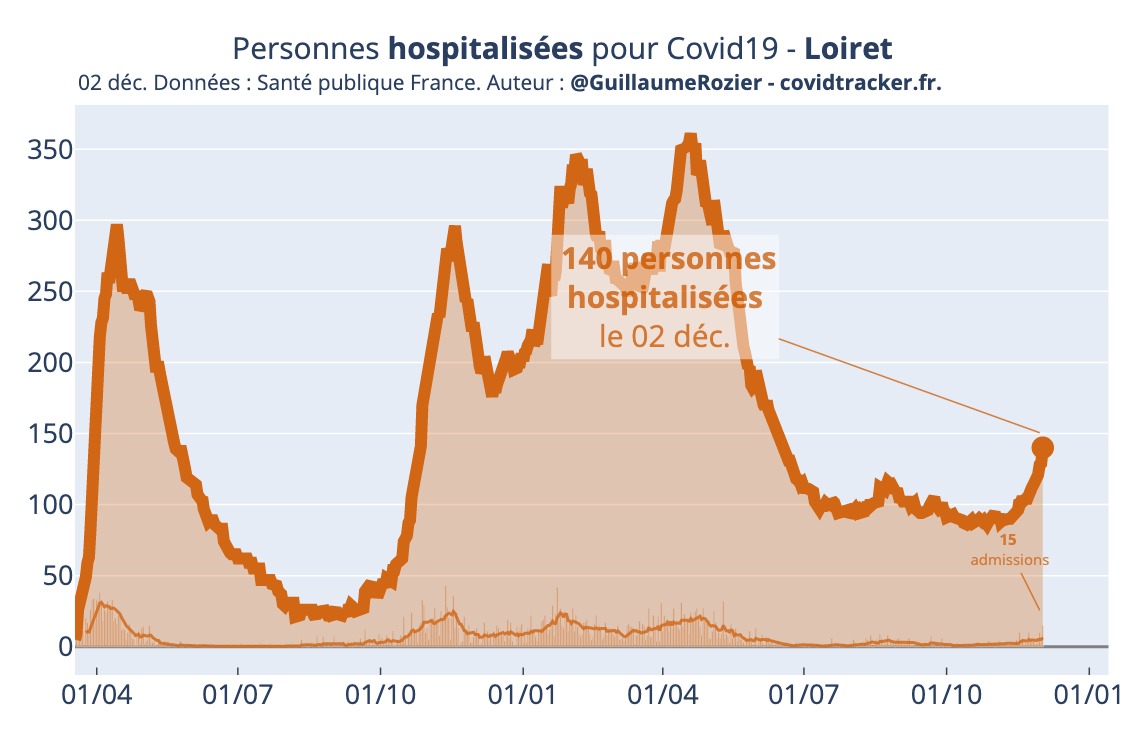 Personnes hospitalisées pour Covid19 - Loiret
02 déc. Données : Santé publique France. Auteur : @GuillaumeRozier - covidtracker.fr.
350
300
250
200
150
100
50
0
140 personnes
hospitalisées
le 02 déc.
15
admissions
01/04 01/07 01/10 01/01 01/04 01/07 01/10 01/01